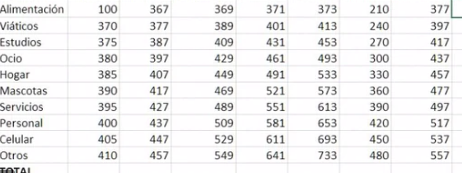 Alimentación 100 367 369 371 373 210 377
Viáticos 370 377 389 401 413 240 397
Estudios 375 387 409 431 453 270 417
Ocio 380 397 429 461 493 300 437
Hogar 385 407 449 491 533 330 457
Mascotas 390 417 469 521 573 360 477
Servicios 395 427 489 551 613 390 497
Personal 400 437 509 581 653 420 517
Celular 405 447 529 611 693 450 537
Otros 410 457 549 641 733 480 557
TOTAL